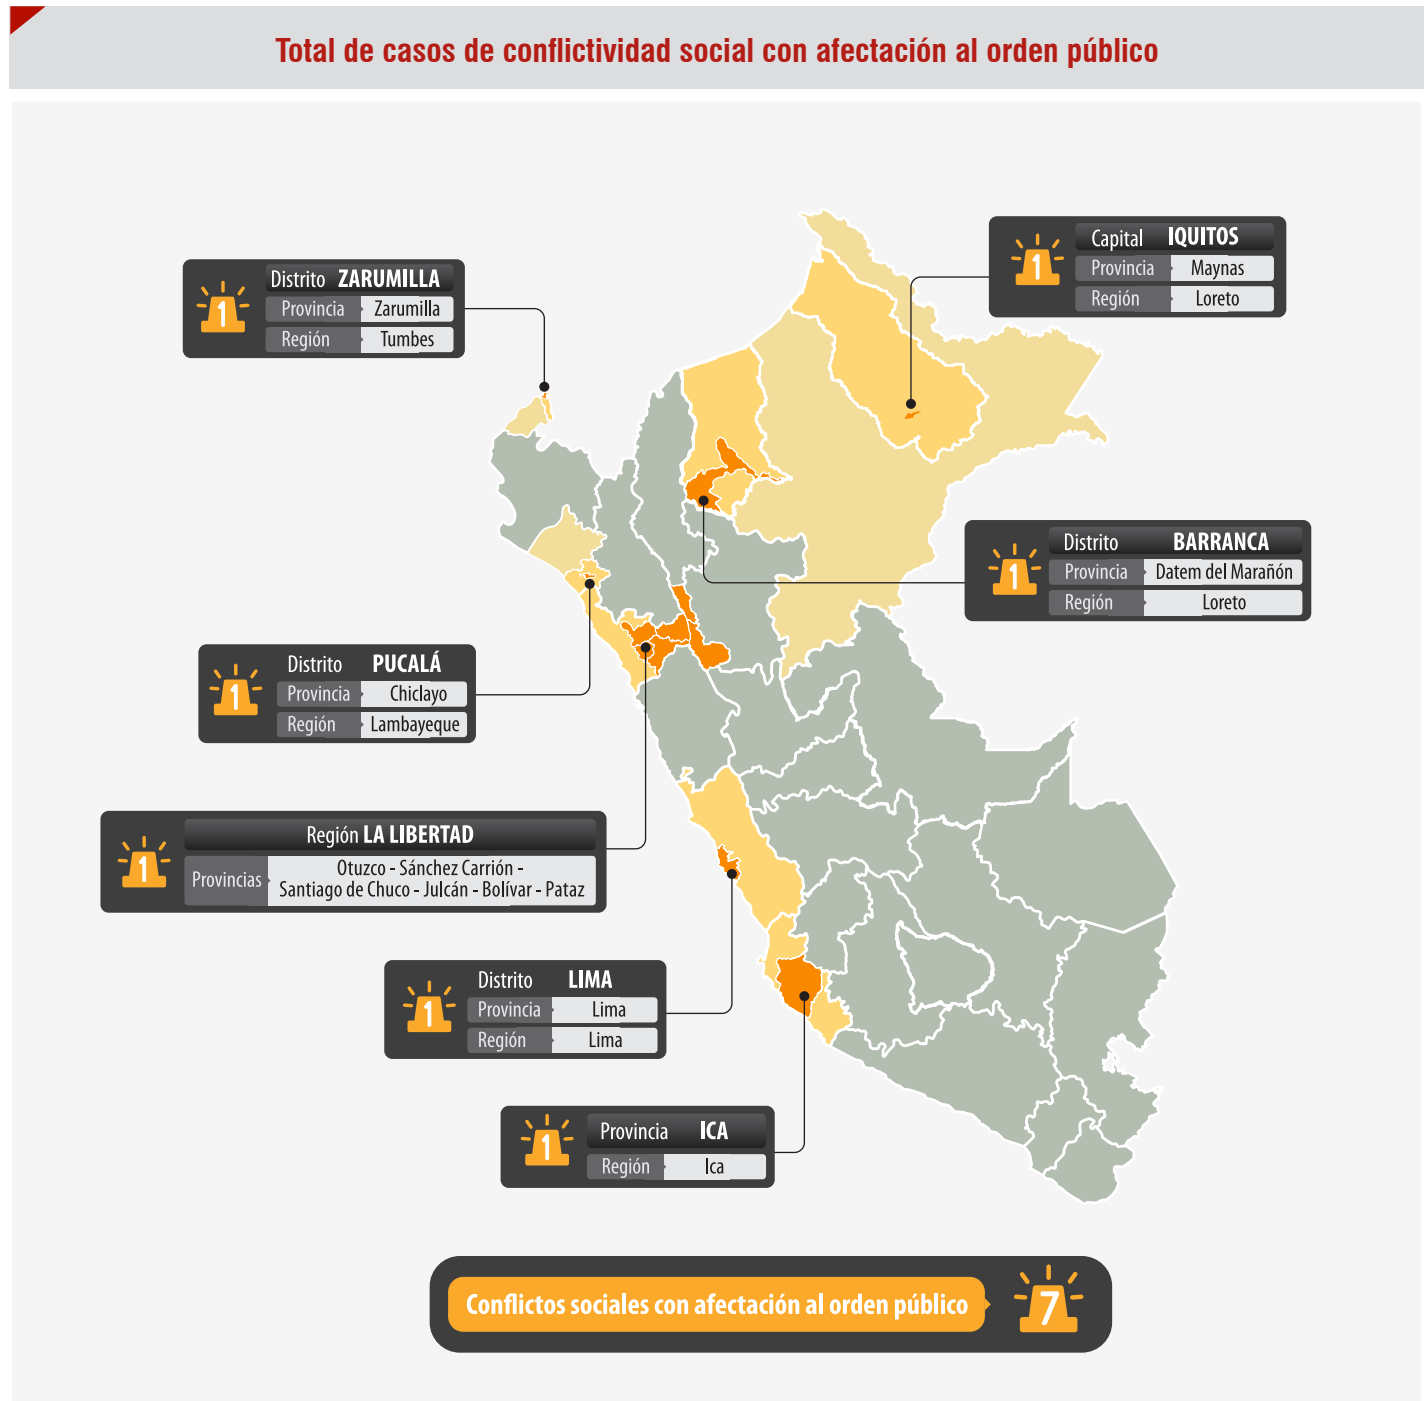 Total de casos de conflictividad social con afectación al orden público
1
Capital IQUITOS
Provincia Maynas
Región Loreto
1
Distrito ZARUMILLA
Provincia Zarumilla
Región Tumbes
1
Distrito BARRANCA
Provincia Datem del Marañón
Región Loreto
1
Distrito PUCALÁ
Provincia Chiclayo
Región Lambayeque
1
Región LA LIBERTAD
Provincias
Otuzco - Sánchez Carrión -
Santiago de Chuco - Julcán - Bolívar - Pataz
1
Distrito LIMA
Provincia Lima
Región Lima
1
Provincia ICA
Región Ica
Conflictos sociales con afectación al orden público
7